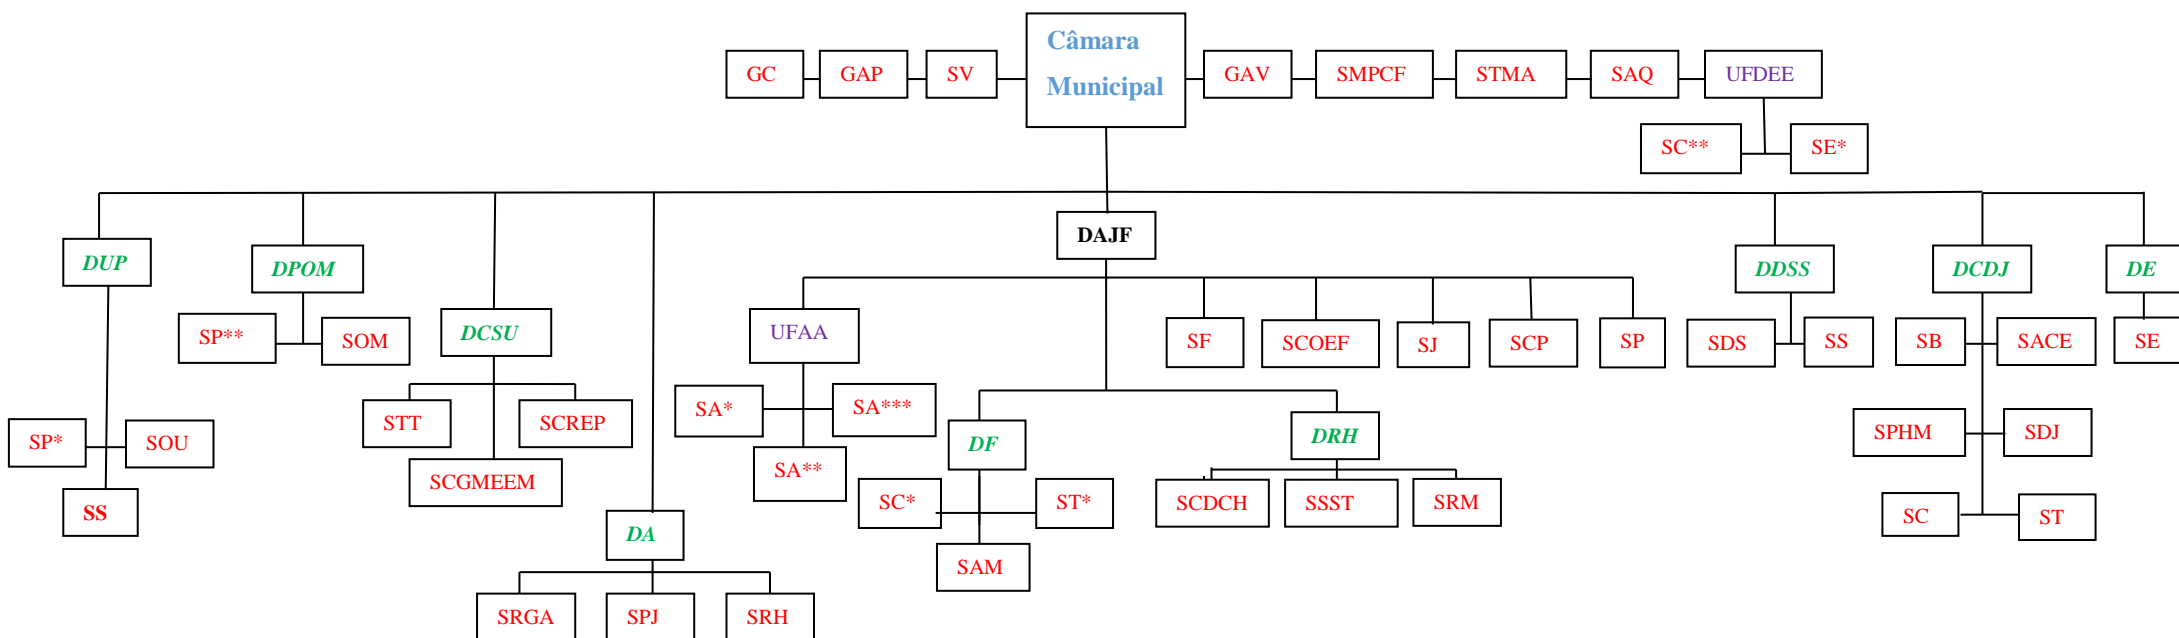 Câmara
Municipal
GC
GAP
SV
GAV
SMPCF
STMA
SAQ
UFDEE
SC**
SE*
DAJF
DUP
DPOM
DCSU
DA
DDSS
DCDJ
DE
SP*
SOU
SS
SP**
SOM
STT
SCREP
SCGMEEM
SRGA
SPJ
SRH
UFAA
SF
SCOEF
SJ
SCP
SP
SA*
SA***
SA**
DF
DRH
SC*
ST*
SAM
SCDCH
SSST
SRM
SDS
SS
SB
SACE
SPHM
SDJ
SC
ST
SE